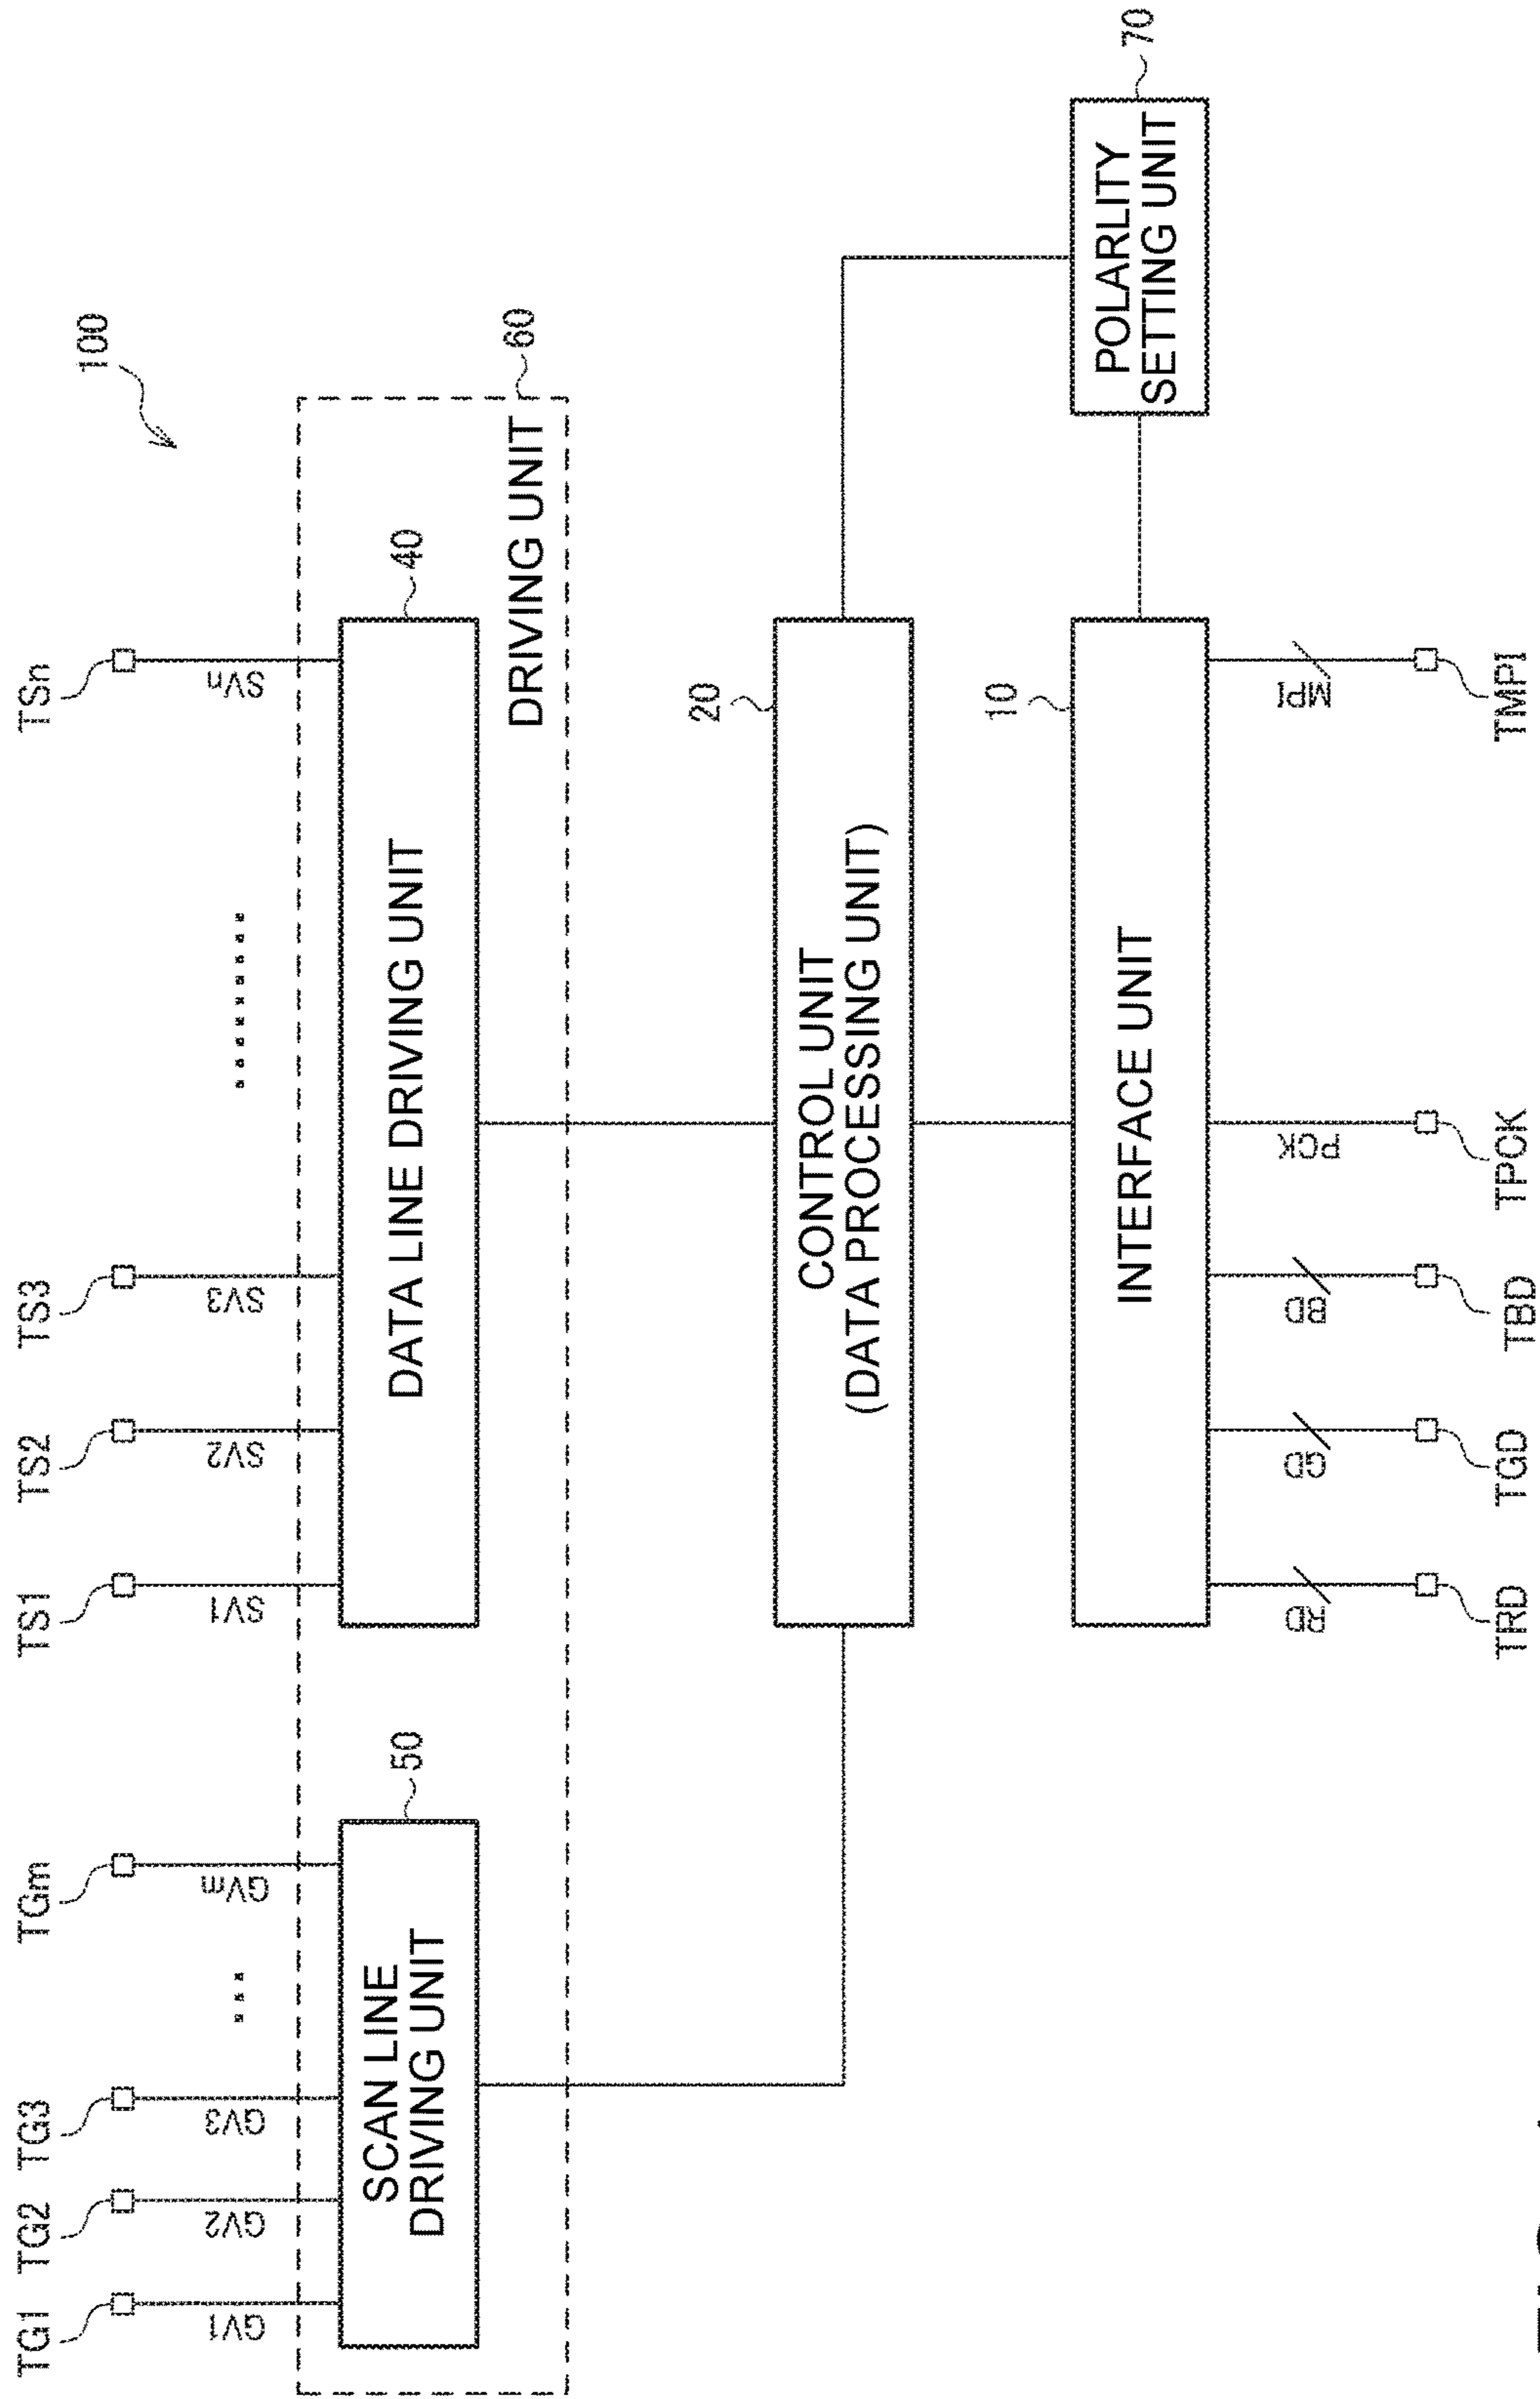 100
TG1
TG2
TG3
TGm
TS1
TS2
TS3
TSn
GV1
GV2
GV3
GVm
SV1
SV2
SV3
SVn
SCAN LINE
DRIVING UNIT
50
DATA LINE DRIVING UNIT
40
DRIVING UNIT
60
CONTROL UNIT
(DATA PROCESSING UNIT)
20
INTERFACE UNIT
10
POLARLITY
SETTING UNIT
70
RD
GD
BD
PCK
MPI
TRD
TGD
TBD
TPCK
TMPI